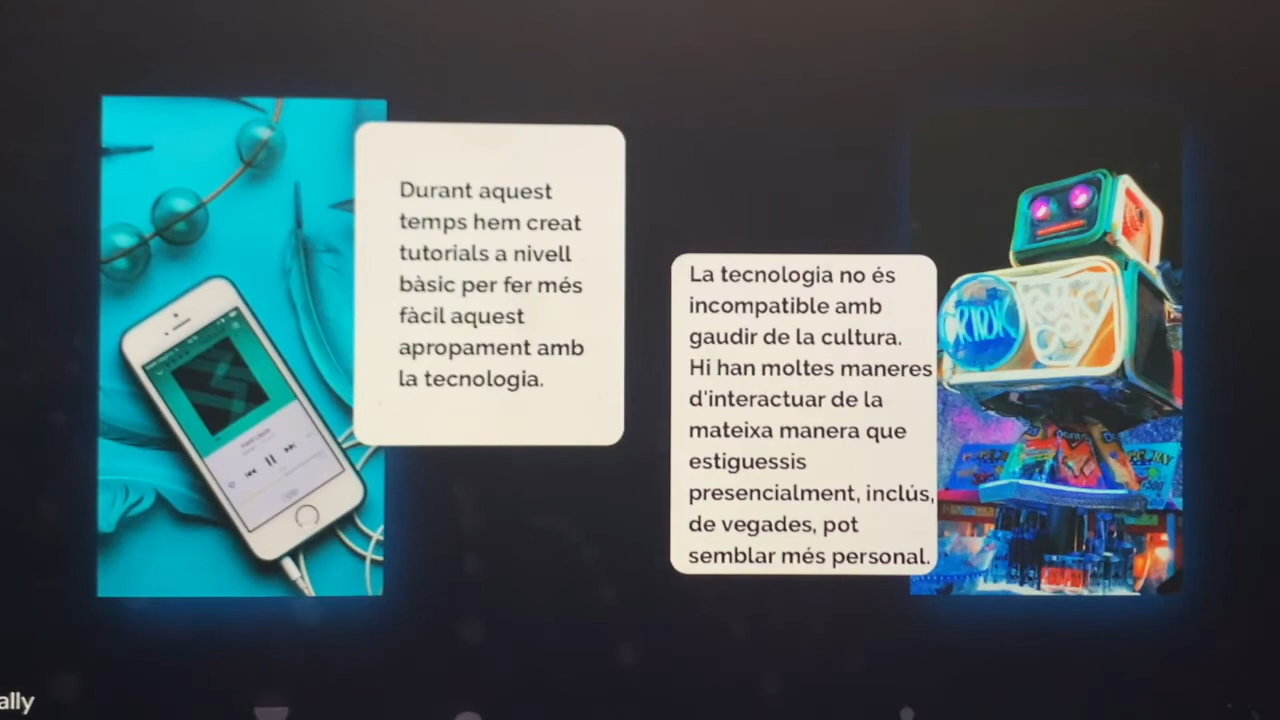 Durant aquest
temps hem creat
tutorials a nivell
bàsic per fer més
fàcil aquest
apropament amb
la tecnologia.
La tecnologia no és
incompatible amb
gaudir de la cultura.
Hi han moltes maneres
d'interactuar de la
mateixa manera que
estiguessis
presencialment, inclús,
de vegades, pot
semblar més personal.
ally